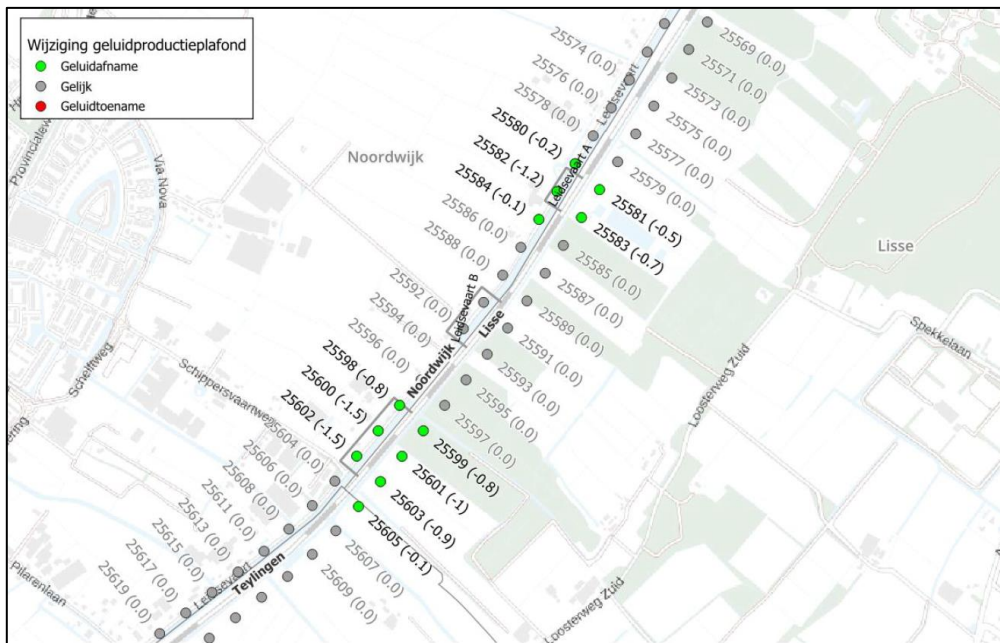 Wijziging geluidproductieplafond
Geluidafname
Gelijk
Geluidtoename
Provinciale
Via Nova
Noordwijk
Lisse
Leidsevaart
25574 (0.0)
25576 (0.0)
25578 (0.0)
25580 (-0.2)
25582 (-1.2)
25584 (-0.1)
25586 (0.0)
25588 (0.0)
25592 (0.0)
25594 (0.0)
25596 (0.0)
25598 (-0.8)
25600 (-1.5)
25602 (-1.5)
25604 (0.0)
25606 (0.0)
25608 (0.0)
25611 (0.0)
25613 (0.0)
25615 (0.0)
25617 (0.0)
25619 (0.0)
25569 (0.0)
25571 (0.0)
25573 (0.0)
25575 (0.0)
25577 (0.0)
25579 (0.0)
25581 (-0.5)
25583 (-0.7)
25585 (0.0)
25587 (0.0)
25589 (0.0)
25591 (0.0)
25593 (0.0)
25595 (0.0)
25597 (0.0)
25599 (-0.8)
25601 (-1)
25603 (-0.9)
25605 (-0.1)
25607 (0.0)
25609 (0.0)
Leidsevaart A
Leidsevaart B
Noordwijk
Lisse
Schelftweg
Schippersvaartweg
Loosterweg Zuid
Spekkelaan
Leidsevaart
Teylingen
Pilarenlaan
Loosterweg Zuid